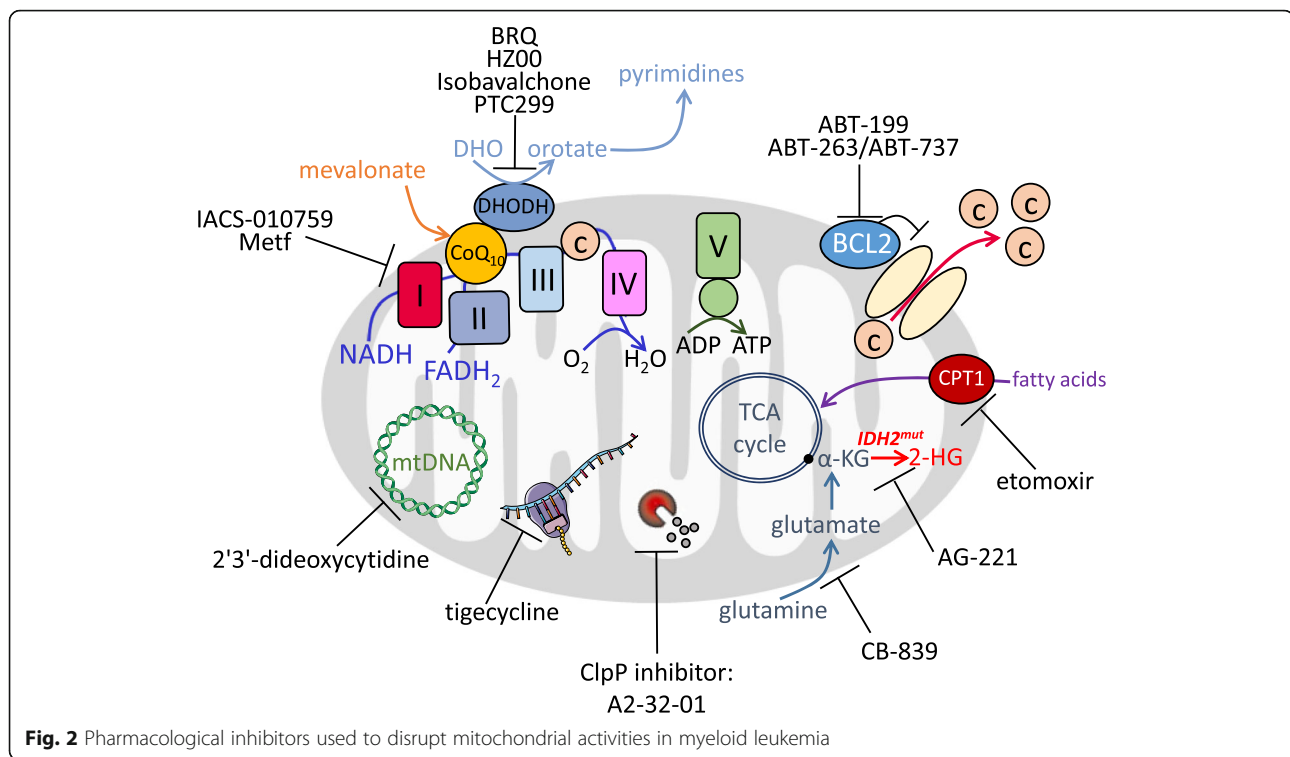 BRQ
HZ00
Isobavalchone
PTC299
pyrimidines
DHO orotate
mevalonate
DHODH
IACS-010759
Metf
CoQ10
I
II
III
c
IV
V
NADH
FADH2
O2
H2O
ADP ATP
ABT-199
ABT-263/ABT-737
BCL2
c
c
c
c
CPT1
fatty acids
TCA
cycle
IDH2mut
α-KG
2-HG
etomoxir
mtDNA
glutamate
2'3'-dideoxycytidine
AG-221
tigecycline
glutamine
CB-839
ClpP inhibitor:
A2-32-01
Fig. 2 Pharmacological inhibitors used to disrupt mitochondrial activities in myeloid leukemia